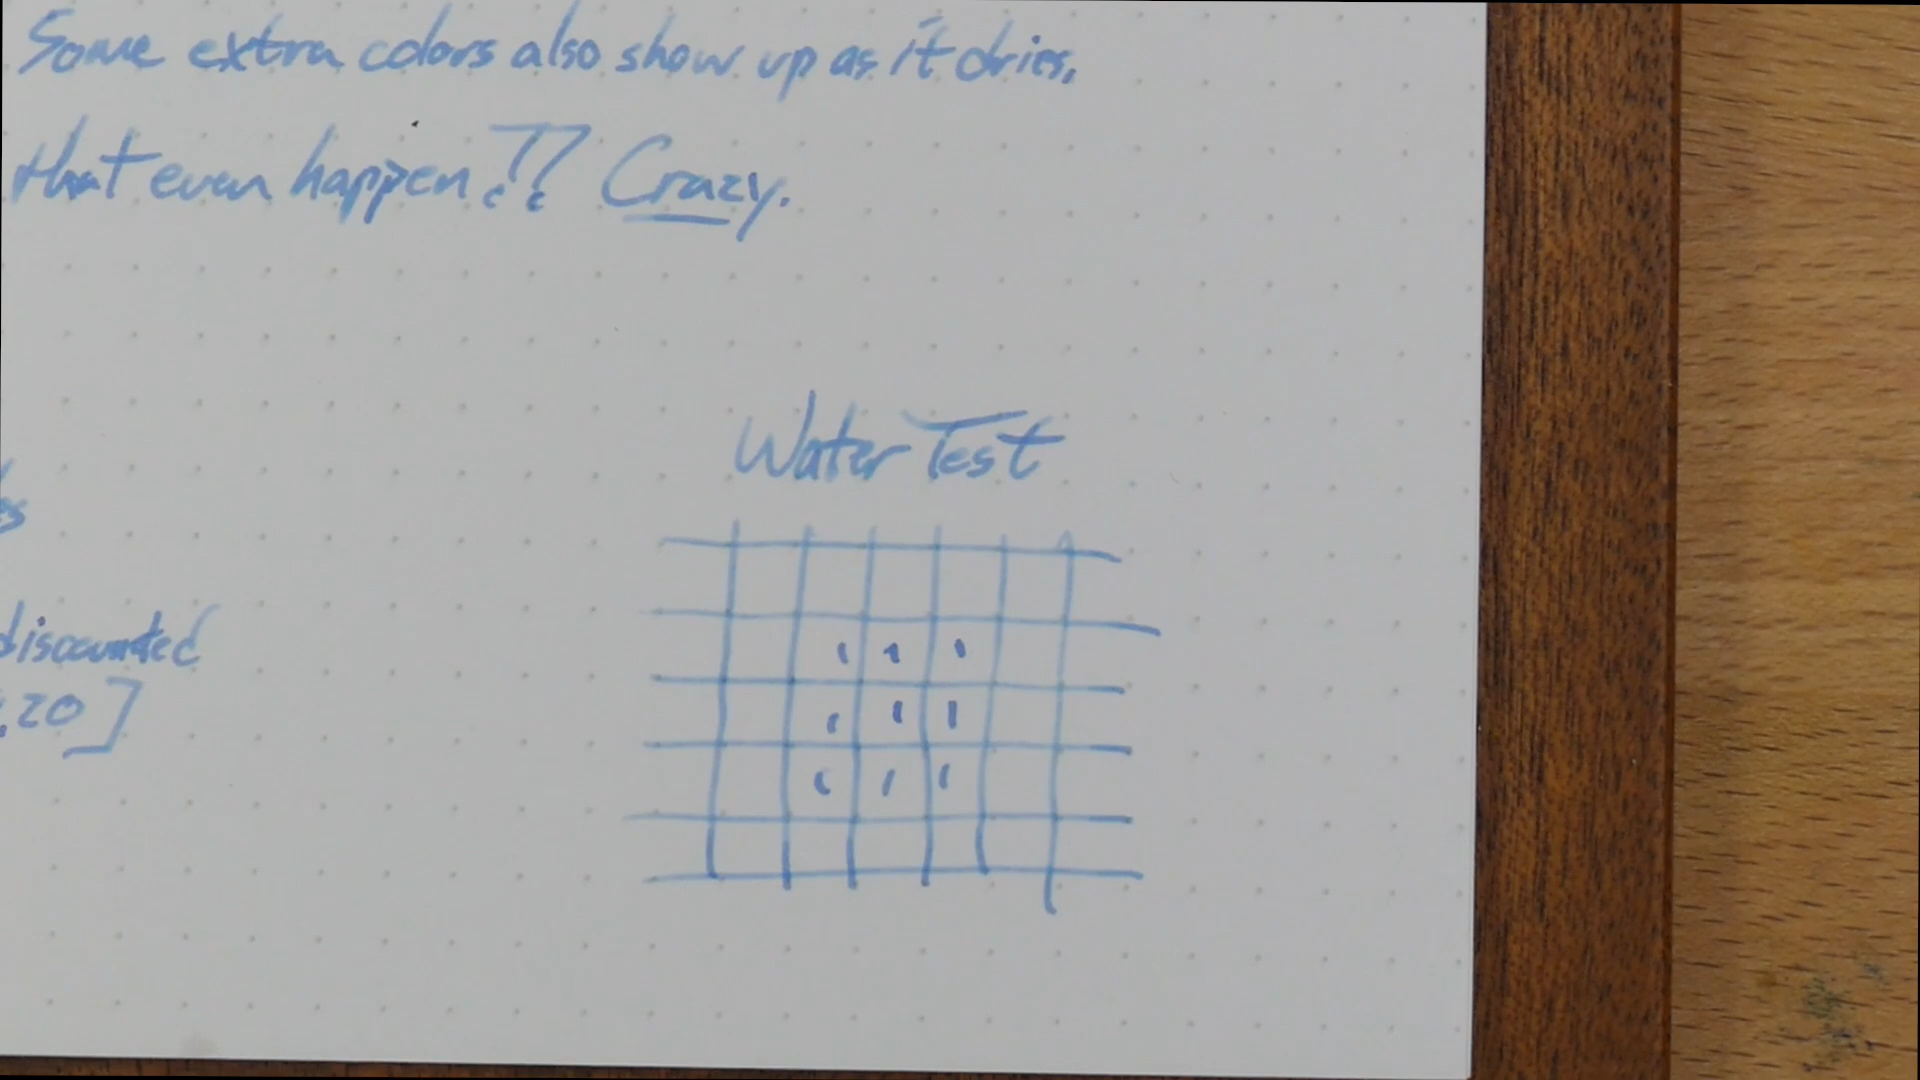 Some extra colors also show up as it dries.
that even happen?? Crazy.
Water Test
discounted
.20]